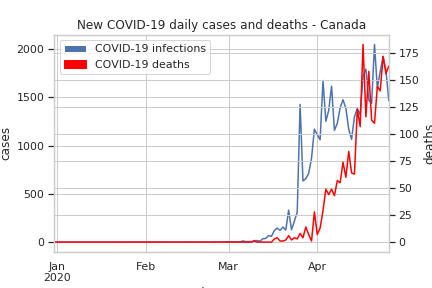 New COVID-19 daily cases and deaths - Canada
COVID-19 infections
COVID-19 deaths
2000
1500
1000
500
0
cases
175
150
125
100
75
50
25
0
deaths
Jan
2020
Feb
Mar
Apr